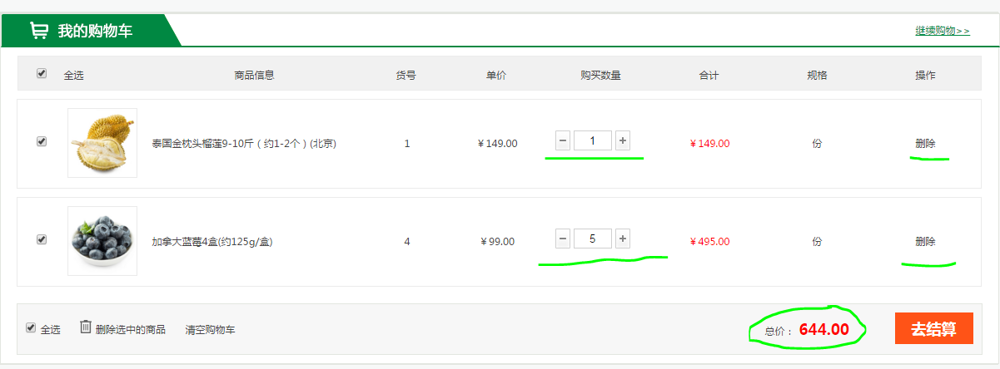 我的购物车 继续购物>>
全选 商品信息 货号 单价 购买数量 合计 规格 操作
泰国金枕头榴莲9-10斤（约1-2个）(北京) 1 ￥149.00 － 1 + ￥149.00 份 删除
加拿大蓝莓4盒(约125g/盒) 4 ￥99.00 － 5 + ￥495.00 份 删除
全选 删除选中的商品 清空购物车 总价： 644.00 去结算